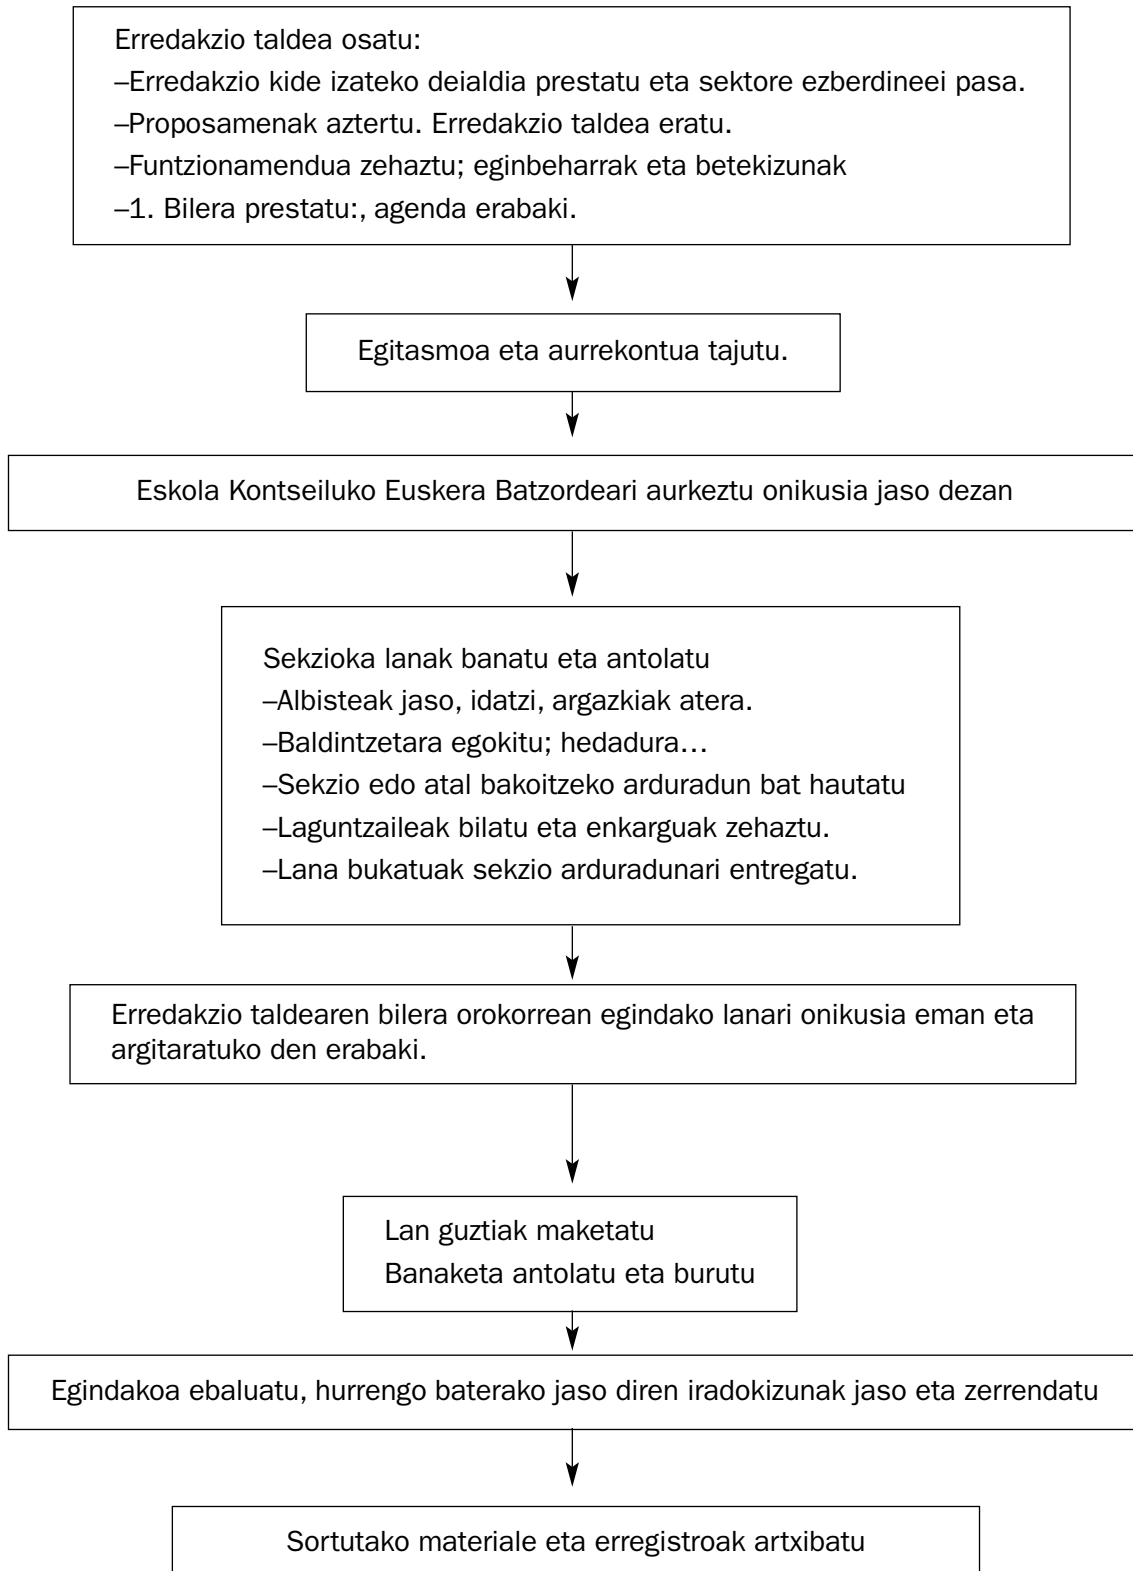 Erredakzio taldea osatu:
–Erredakzio kide izateko deialdia prestatu eta sektore ezberdineei pasa.
–Proposamenak aztertu. Erredakzio taldea eratu.
–Funtzionamendua zehaztu; eginbeharrak eta betekizunak
–1. Bilera prestatu:, agenda erabaki.
Egitasmoa eta aurrekontua tajutu.
Eskola Kontseiluko Euskera Batzordeari aurkeztu onikusia jaso dezan
Sekzioka lanak banatu eta antolatu
–Albisteak jaso, idatzi, argazkiak atera.
–Baldintzetara egokitu; hedadura…
–Sekzio edo atal bakoitzeko arduradun bat hautatu
–Laguntzaileak bilatu eta enkarguak zehaztu.
–Lana bukatuak sekzio arduradunari entregatu.
Erredakzio taldearen bilera orokorrean egindako lanari onikusia eman eta
argitaratuko den erabaki.
Lan guztiak maketatu
Banaketa antolatu eta burutu
Egindakoa ebaluatu, hurrengo baterako jaso diren iradokizunak jaso eta zerrendatu
Sortutako materiale eta erregistroak artxibatu